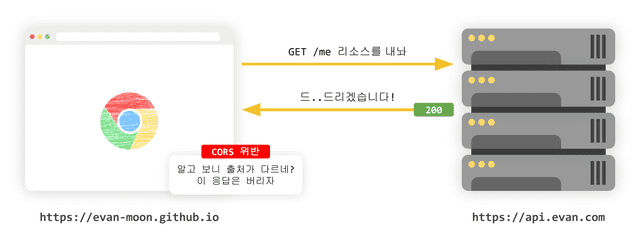 GET /me 리소스를 내놔
드..드리겠습니다!
200
CORS 위반
알고 보니 출처가 다르네?
이 응답은 버리자
https://evan-moon.github.io
https://api.evan.com